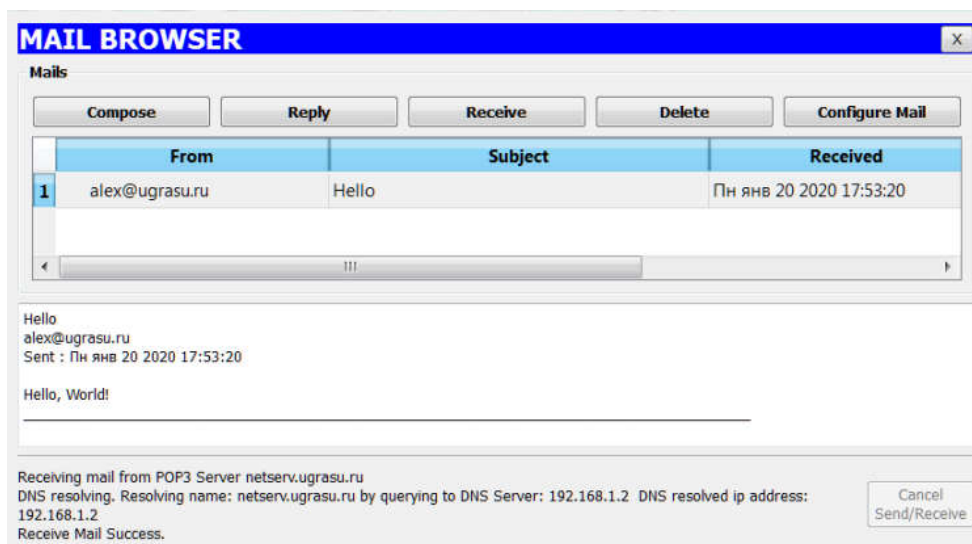 MAIL BROWSER
X
Mails
Compose Reply Receive Delete Configure Mail
From Subject Received
1 alex@ugrasu.ru Hello Пн янв 20 2020 17:53:20
Hello
alex@ugrasu.ru
Sent : Пн янв 20 2020 17:53:20
Hello, World!
Receiving mail from POP3 Server netserv.ugrasu.ru
DNS resolving. Resolving name: netserv.ugrasu.ru by querying to DNS Server: 192.168.1.2 DNS resolved ip address:
192.168.1.2
Receive Mail Success.
Cancel
Send/Receive